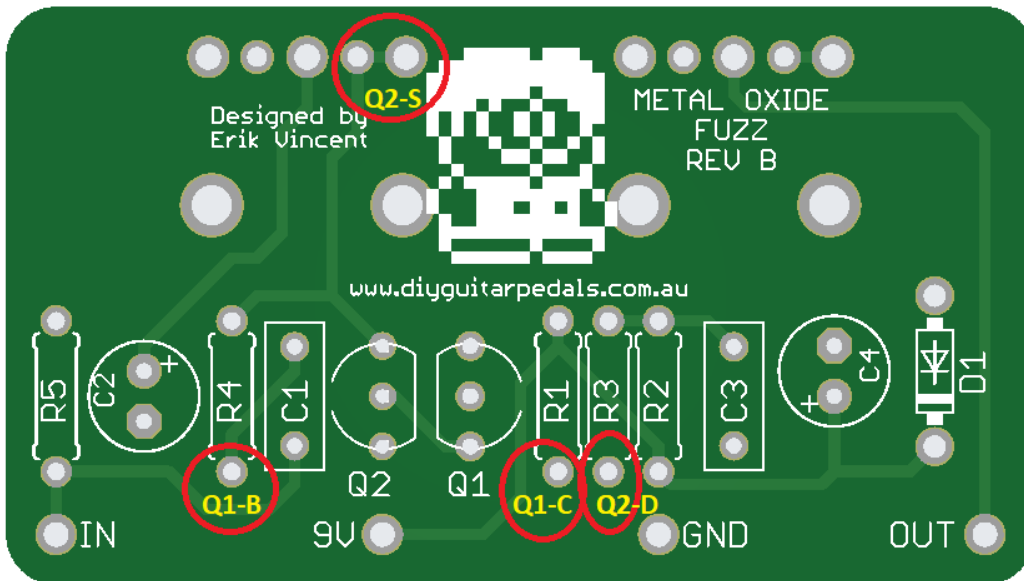 Q2-S
Designed by
Erik Vincent
METAL OXIDE
FUZZ
REV B
www.diyguitarpedals.com.au
R5
C2
+
R4
C1
Q2
Q1
R1
R3
R2
C3
+
C4
D1
Q1-B
Q1-C
Q2-D
IN
9V
GND
OUT